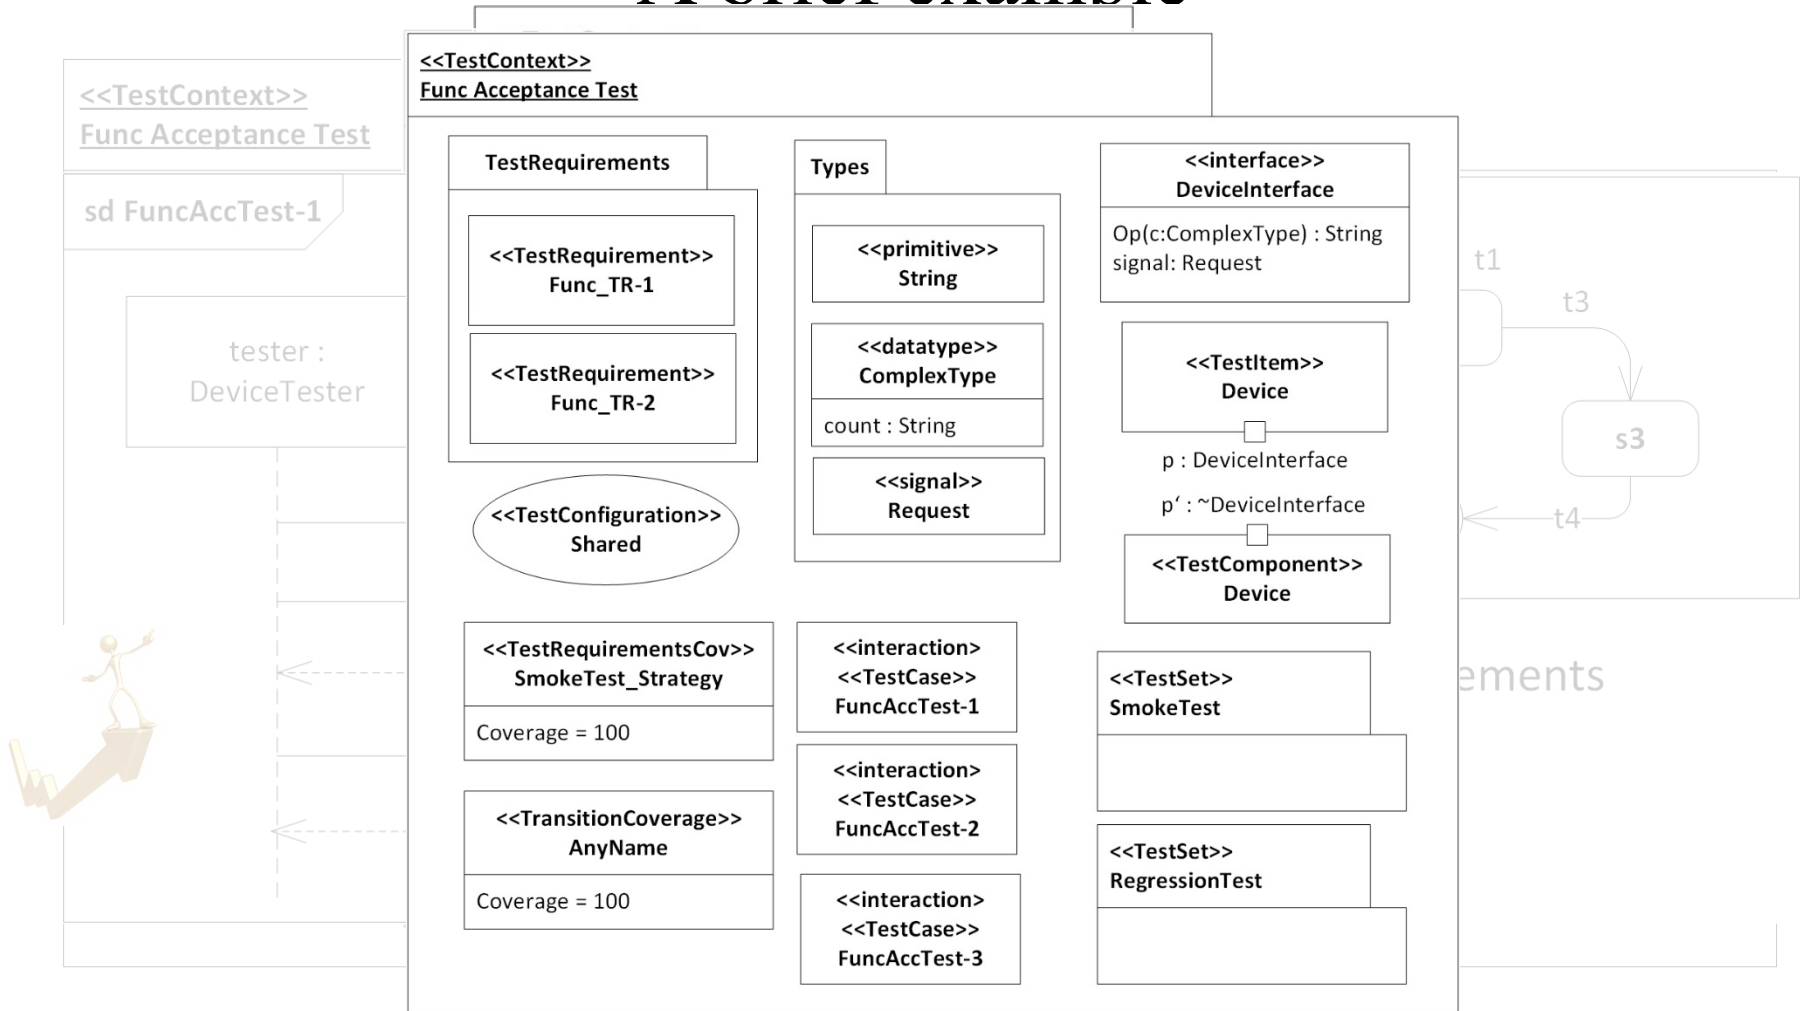 A brief example
<<TestContext>>
Func Acceptance Test
<<TestContext>>
Func Acceptance Test
sd FuncAccTest-1
tester :
DeviceTester
TestRequirements
<<TestRequirement>>
Func_TR-1
<<TestRequirement>>
Func_TR-2
<<TestConfiguration>>
Shared
<<TestRequirementsCov>>
SmokeTest_Strategy
Coverage = 100
<<TransitionCoverage>>
AnyName
Coverage = 100
Types
<<primitive>>
String
<<datatype>>
ComplexType
count : String
<<signal>>
Request
<<interaction>
<<TestCase>>
FuncAccTest-1
<<interaction>
<<TestCase>>
FuncAccTest-2
<<interaction>
<<TestCase>>
FuncAccTest-3
<<interface>>
DeviceInterface
Op(c:ComplexType) : String
signal: Request
<<TestItem>>
Device
p : DeviceInterface
p‘ : ~DeviceInterface
<<TestComponent>>
Device
<<TestSet>>
SmokeTest
<<TestSet>>
RegressionTest
t1
t3
s3
t4
ements